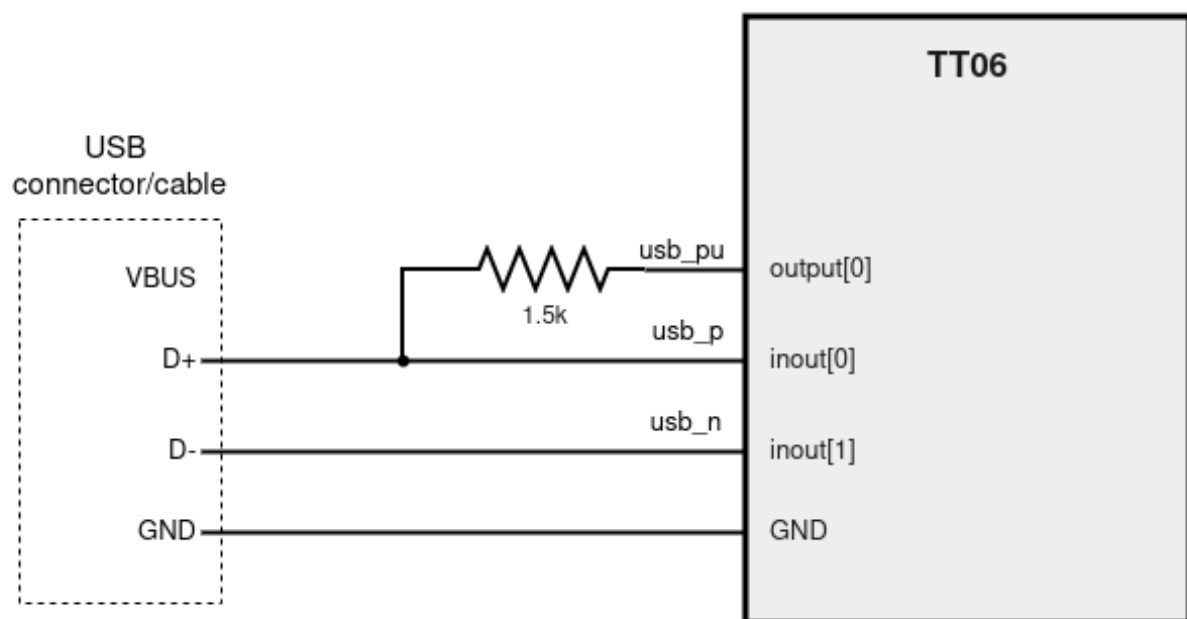 TT06
USB
connector/cable
VBUS
usb_pu
output[0]
1.5k
D+
usb_p
inout[0]
D-
usb_n
inout[1]
GND
GND